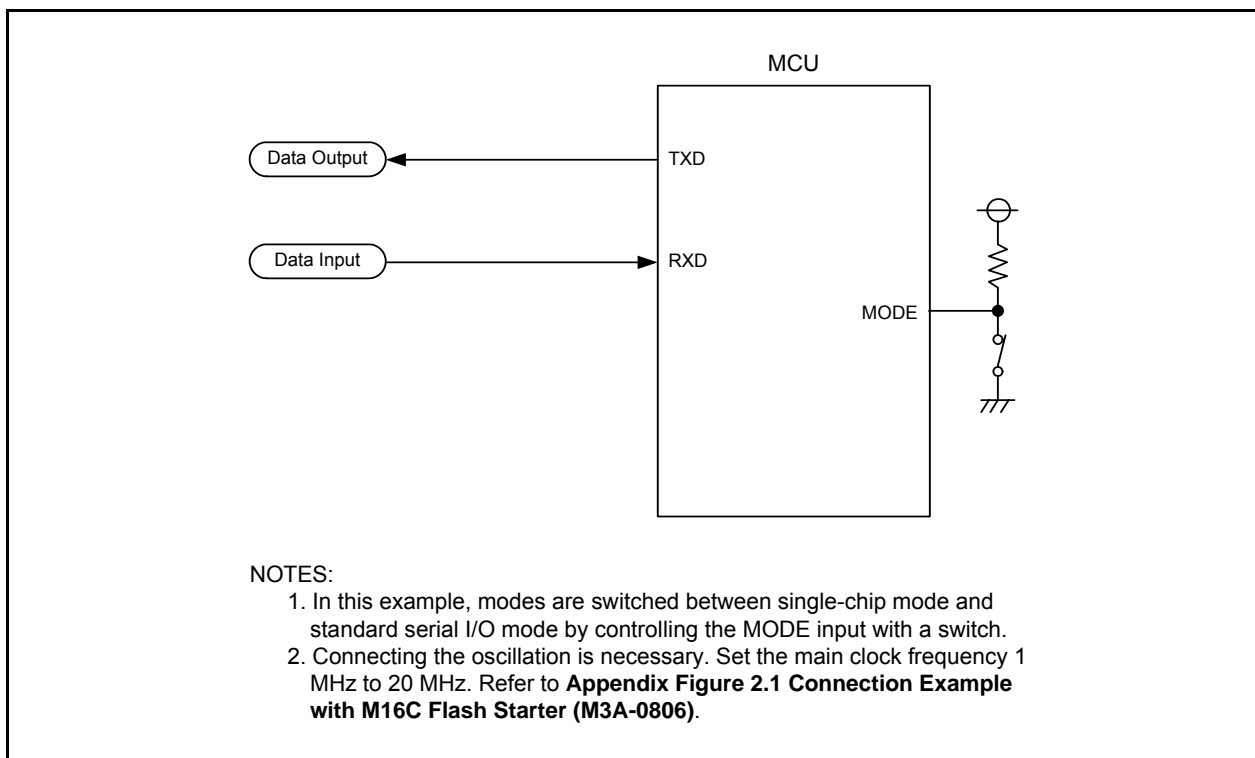 MCU
Data Output
TXD
Data Input
RXD
MODE
NOTES:
1. In this example, modes are switched between single-chip mode and
standard serial I/O mode by controlling the MODE input with a switch.
2. Connecting the oscillation is necessary. Set the main clock frequency 1
MHz to 20 MHz. Refer to Appendix Figure 2.1 Connection Example
with M16C Flash Starter (M3A-0806).